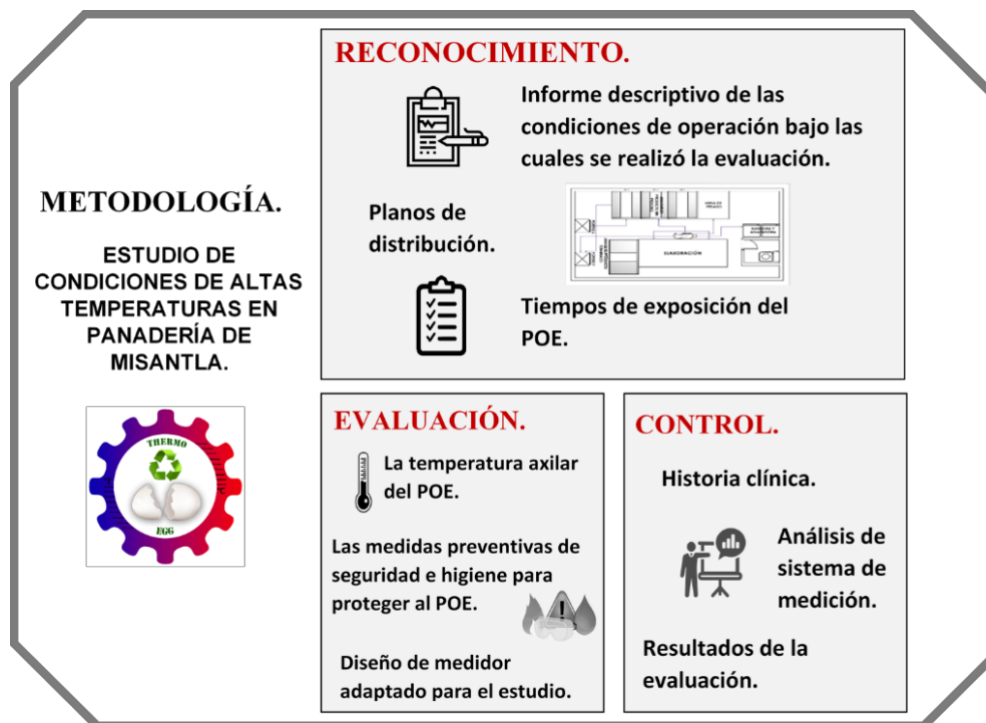 METODOLOGÍA.
ESTUDIO DE
CONDICIONES DE ALTAS
TEMPERATURAS EN
PANADERÍA DE
MISANTLA.
THERMO
EGG
RECONOCIMIENTO.
Informe descriptivo de las
condiciones de operación bajo las
cuales se realizó la evaluación.
Planos de
distribución.
ELABORACIÓN
Tiempos de exposición del
POE.
EVALUACIÓN.
La temperatura axilar
del POE.
Las medidas preventivas de
seguridad e higiene para
proteger al POE.
Diseño de medidor
adaptado para el estudio.
CONTROL.
Historia clínica.
Análisis de
sistema de
medición.
Resultados de la
evaluación.